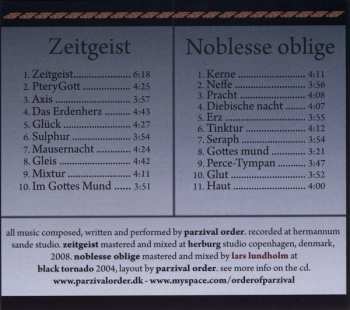 Zeitgeist
1. Zeitgeist...................... 6:18
2. PteryGott ................. 4:25
3. Axis ........................... 3:57
4. Das Erdenherz ........ 4:43
5. Glück ........................ 4:27
6. Sulphur .................... 3:54
7. Mausernacht ........... 4:24
8. Gleis .......................... 4:42
9. Mixtur ...................... 4:11
10. Im Gottes Mund ...... 3:51
Noblesse oblige
1. Kerne ........................ 4:11
2. Neffe ......................... 3:56
3. Pracht ....................... 4:08
4. Diebische nacht ....... 4:07
5. Erz ............................ 3:55
6. Tinktur ..................... 4:12
7. Seraph ....................... 3:54
8. Gottes mund ............ 3:21
9. Perce-Tympan ......... 3:47
10. Glut .......................... 3:52
11. Haut ......................... 4:00
all music composed, written and performed by parzival order. recorded at hermannum
sande studio. zeitgeist mastered and mixed at herburg studio copenhagen, denmark,
2008. noblesse oblige mastered and mixed by lars lundholm at
black tornado 2004, layout by parzival order. see more info on the cd.
www.parzivalorder.dk - www.myspace.com/orderofparzival